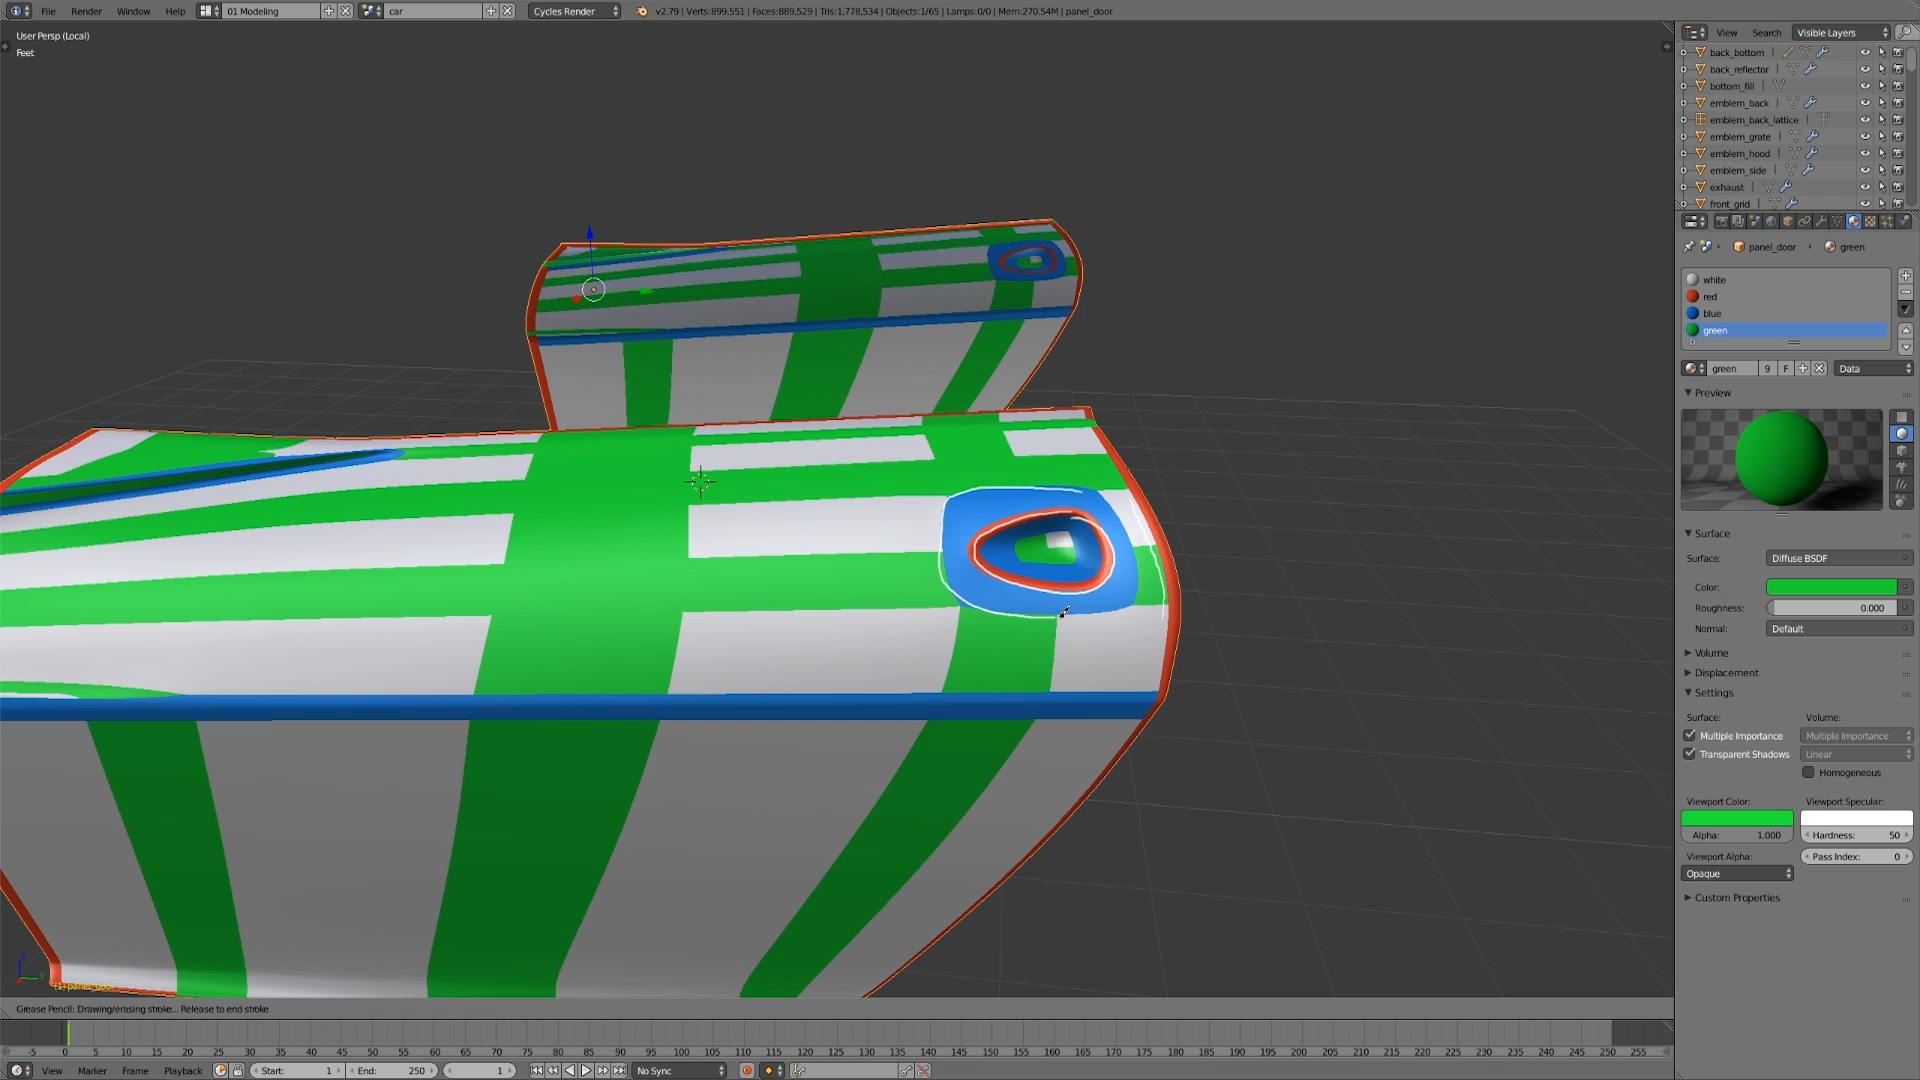 File Render Window Help 01 Modeling car Cycles Render v2.79 | Verts:899,551 | Faces:889,529 | Tris:1,778,534 | Objects:1/65 | Lamps:0/0 | Mem:270.54M | panel_door
User Persp (Local)
Feet
View Search Visible Layers
back_bottom
back_reflector
bottom_fill
emblem_back
emblem_back_lattice
emblem_grate
emblem_hood
emblem_side
exhaust
front_grid
panel_door green
white
red
blue
green
green 9 F Data
Preview
Surface
Surface: Diffuse BSDF
Color:
Roughness: 0.000
Normal: Default
Volume
Displacement
Settings
Surface: Volume:
Multiple Importance Multiple Importance
Transparent Shadows Linear
Homogeneous
Viewport Color: Viewport Specular:
Alpha: 1.000 Hardness: 50
Viewport Alpha: Pass Index: 0
Opaque
Custom Properties
z
y
(1) panel_door
Grease Pencil: Drawing/erasing stroke... Release to end stroke
-5 0 5 10 15 20 25 30 35 40 45 50 55 60 65 70 75 80 85 90 95 100 105 110 115 120 125 130 135 140 145 150 155 160 165 170 175 180 185 190 195 200 205 210 215 220 225 230 235 240 245 250 255
View Marker Frame Playback Start: 1 End: 250 1 No Sync